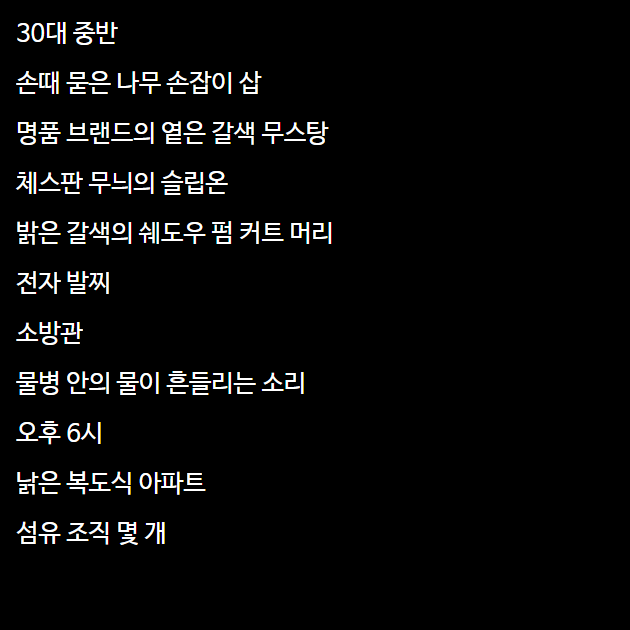 30대 중반
손때 묻은 나무 손잡이 삽
명품 브랜드의 옅은 갈색 무스탕
체스판 무늬의 슬립온
밝은 갈색의 쉐도우 펌 커트 머리
전자 발찌
소방관
물병 안의 물이 흔들리는 소리
오후 6시
낡은 복도식 아파트
섬유 조직 몇 개